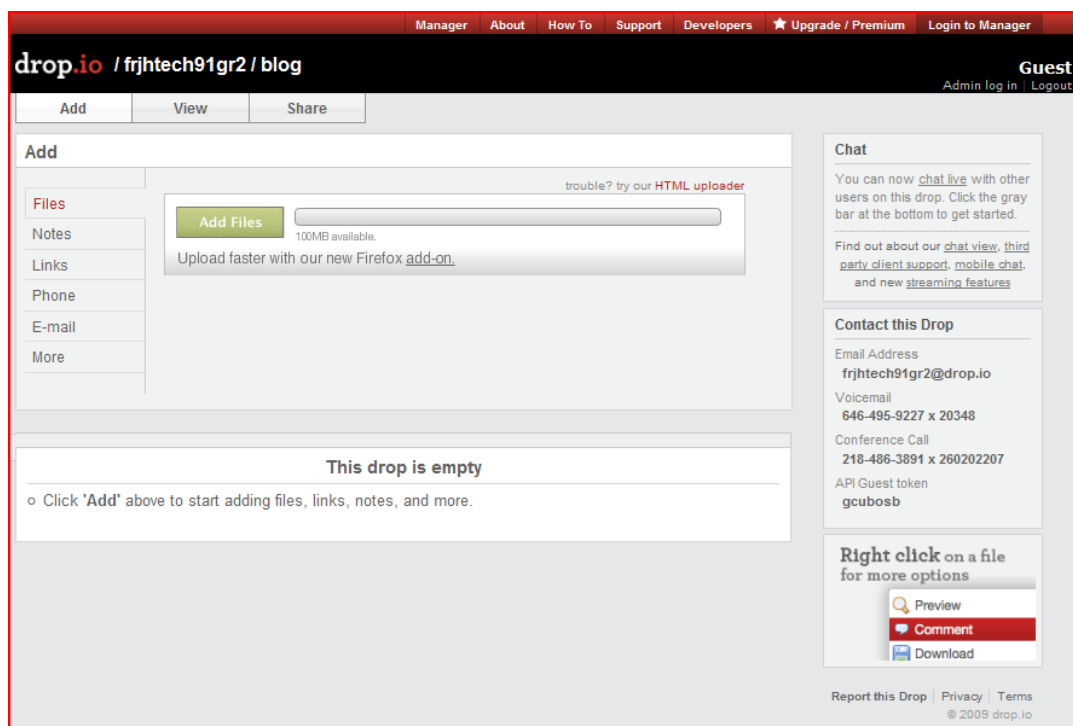 Manager About How To Support Developers Upgrade / Premium Login to Manager
drop.io / frjhtech91gr2 / blog
Guest
Admin log in | Logout
Add View Share
Add
trouble? try our HTML uploader
Files
Notes
Links
Phone
E-mail
More
Add Files
100MB available.
Upload faster with our new Firefox add-on.
This drop is empty
Click 'Add' above to start adding files, links, notes, and more.
Chat
You can now chat live with other
users on this drop. Click the gray
bar at the bottom to get started.
Find out about our chat view, third
party client support, mobile chat,
and new streaming features
Contact this Drop
Email Address
frjhtech91gr2@drop.io
Voicemail
646-495-9227 x 20348
Conference Call
218-486-3891 x 260202207
API Guest token
gcubosb
Right click on a file
for more options
Preview
Comment
Download
Report this Drop | Privacy | Terms
© 2009 drop.io